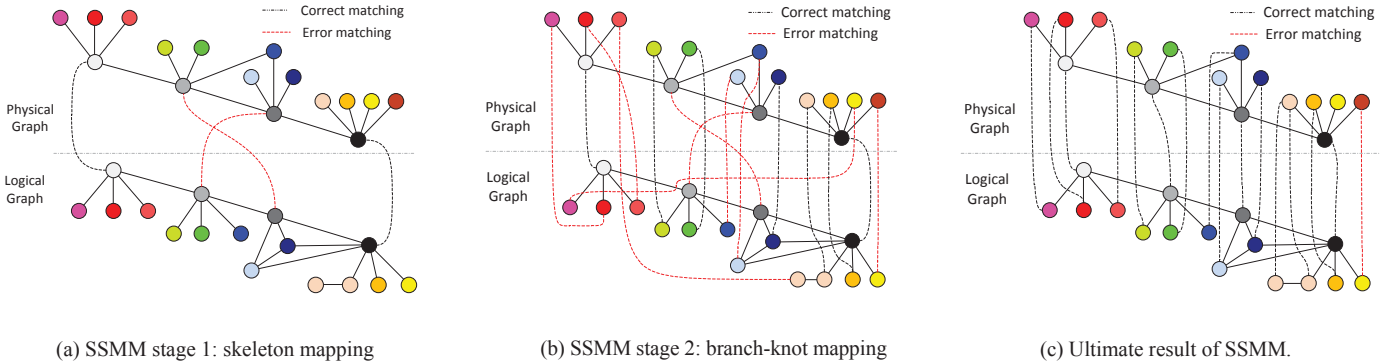 Correct matching
Error matching
Physical
Graph
Logical
Graph
(a) SSMM stage 1: skeleton mapping
Correct matching
Error matching
Physical
Graph
Logical
Graph
(b) SSMM stage 2: branch-knot mapping
Correct matching
Error matching
Physical
Graph
Logical
Graph
(c) Ultimate result of SSMM.